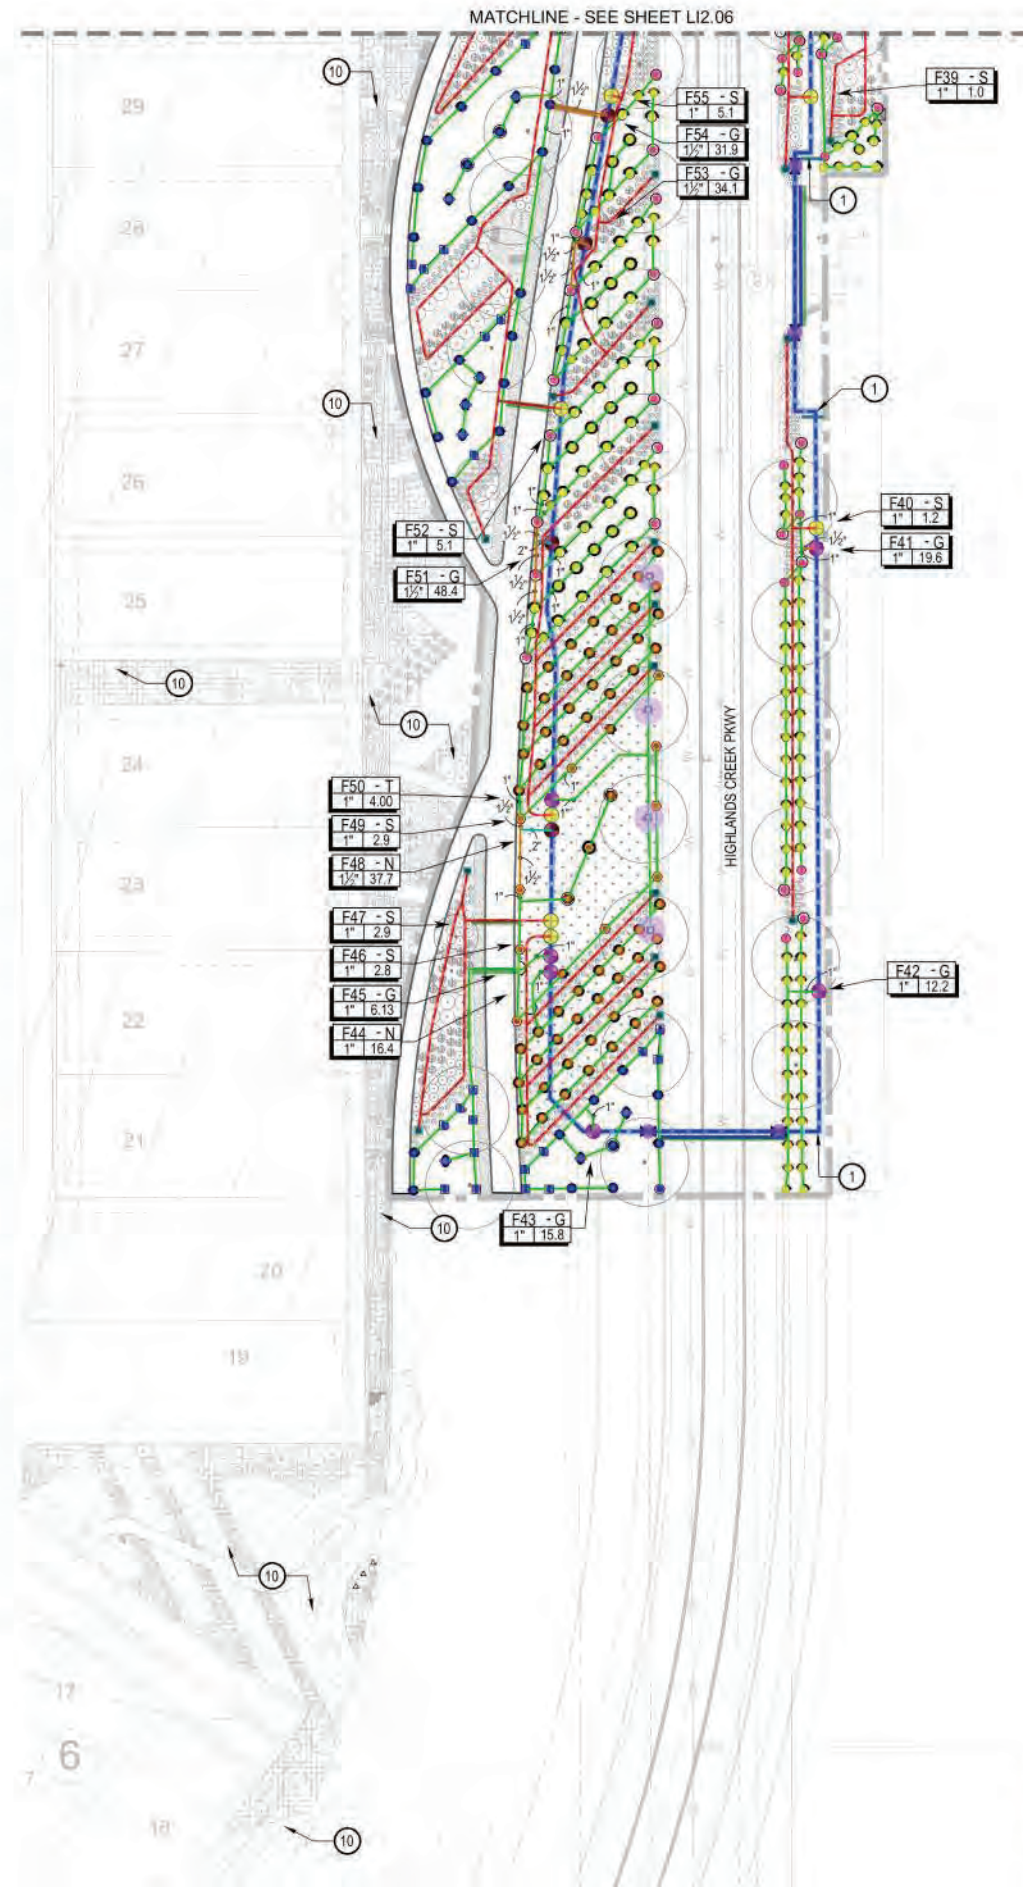 MATCHLINE - SEE SHEET LI2.06
10
29
F55 - S
1" 5.1
F54 - G
1½" 31.9
F53 - G
1½" 34.1
F39 - S
1" 1.0
1
28
27
10
1
26
F52 - S
1" 5.1
F51 - G
1½" 48.4
F40 - S
1" 1.2
F41 - G
1" 19.6
25
10
10
24
HIGHLANDS CREEK PKWY
F50 - T
1" 4.00
F49 - S
1" 2.9
F48 - N
1½" 37.7
23
F47 - S
1" 2.9
F46 - S
1" 2.8
F45 - G
1" 6.13
F44 - N
1" 16.4
F42 - G
1" 12.2
22
21
1
F43 - G
1" 15.8
10
20
19
10
17
6
7
18
10